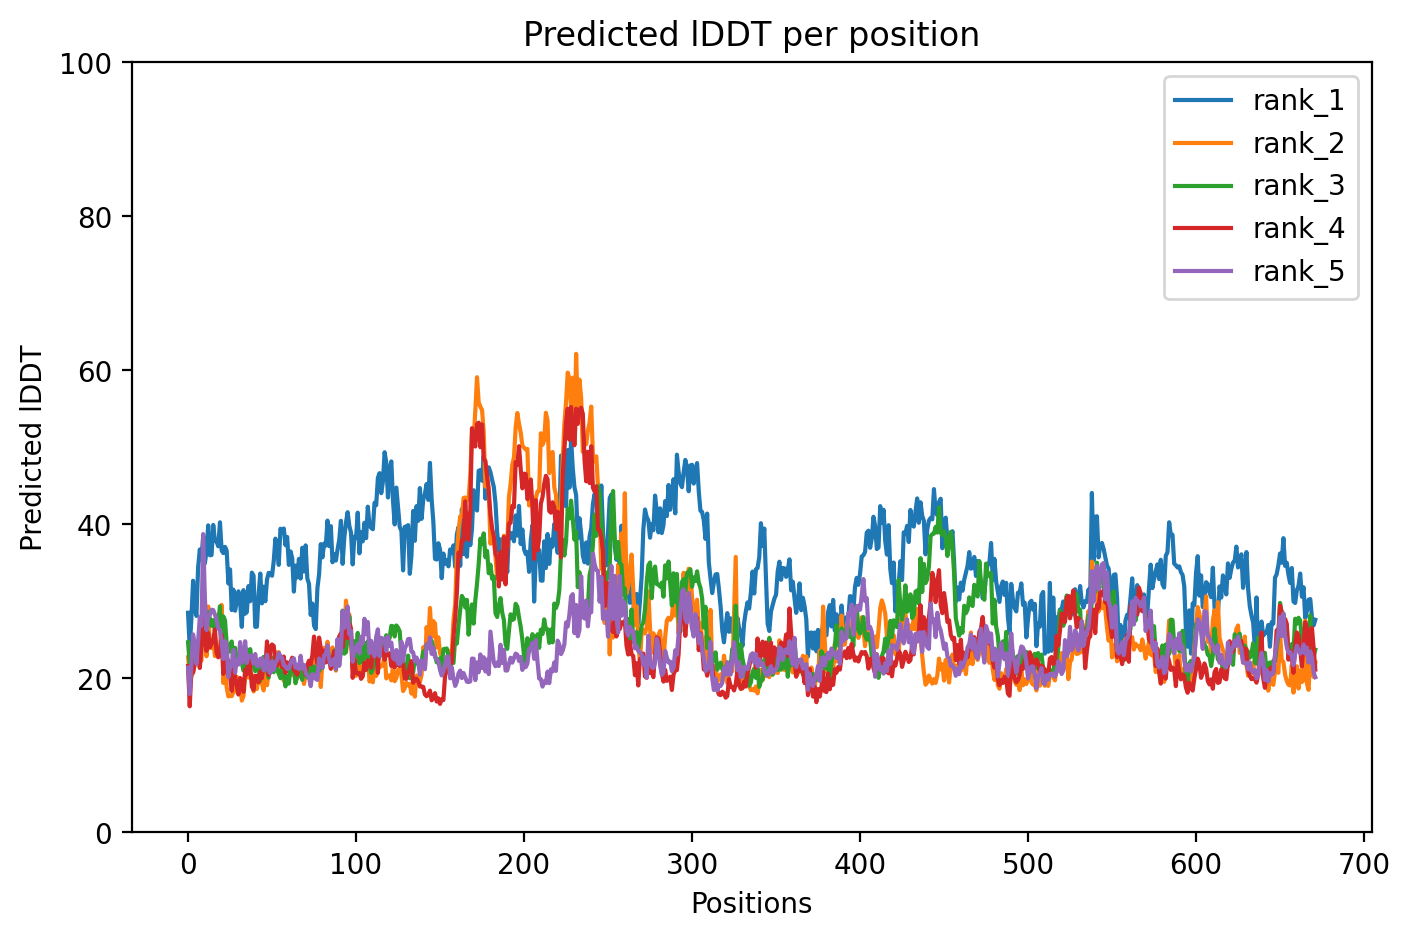 Predicted lDDT per position
Predicted lDDT
100
80
60
40
20
0
rank_1
rank_2
rank_3
rank_4
rank_5
0 100 200 300 400 500 600 700
Positions